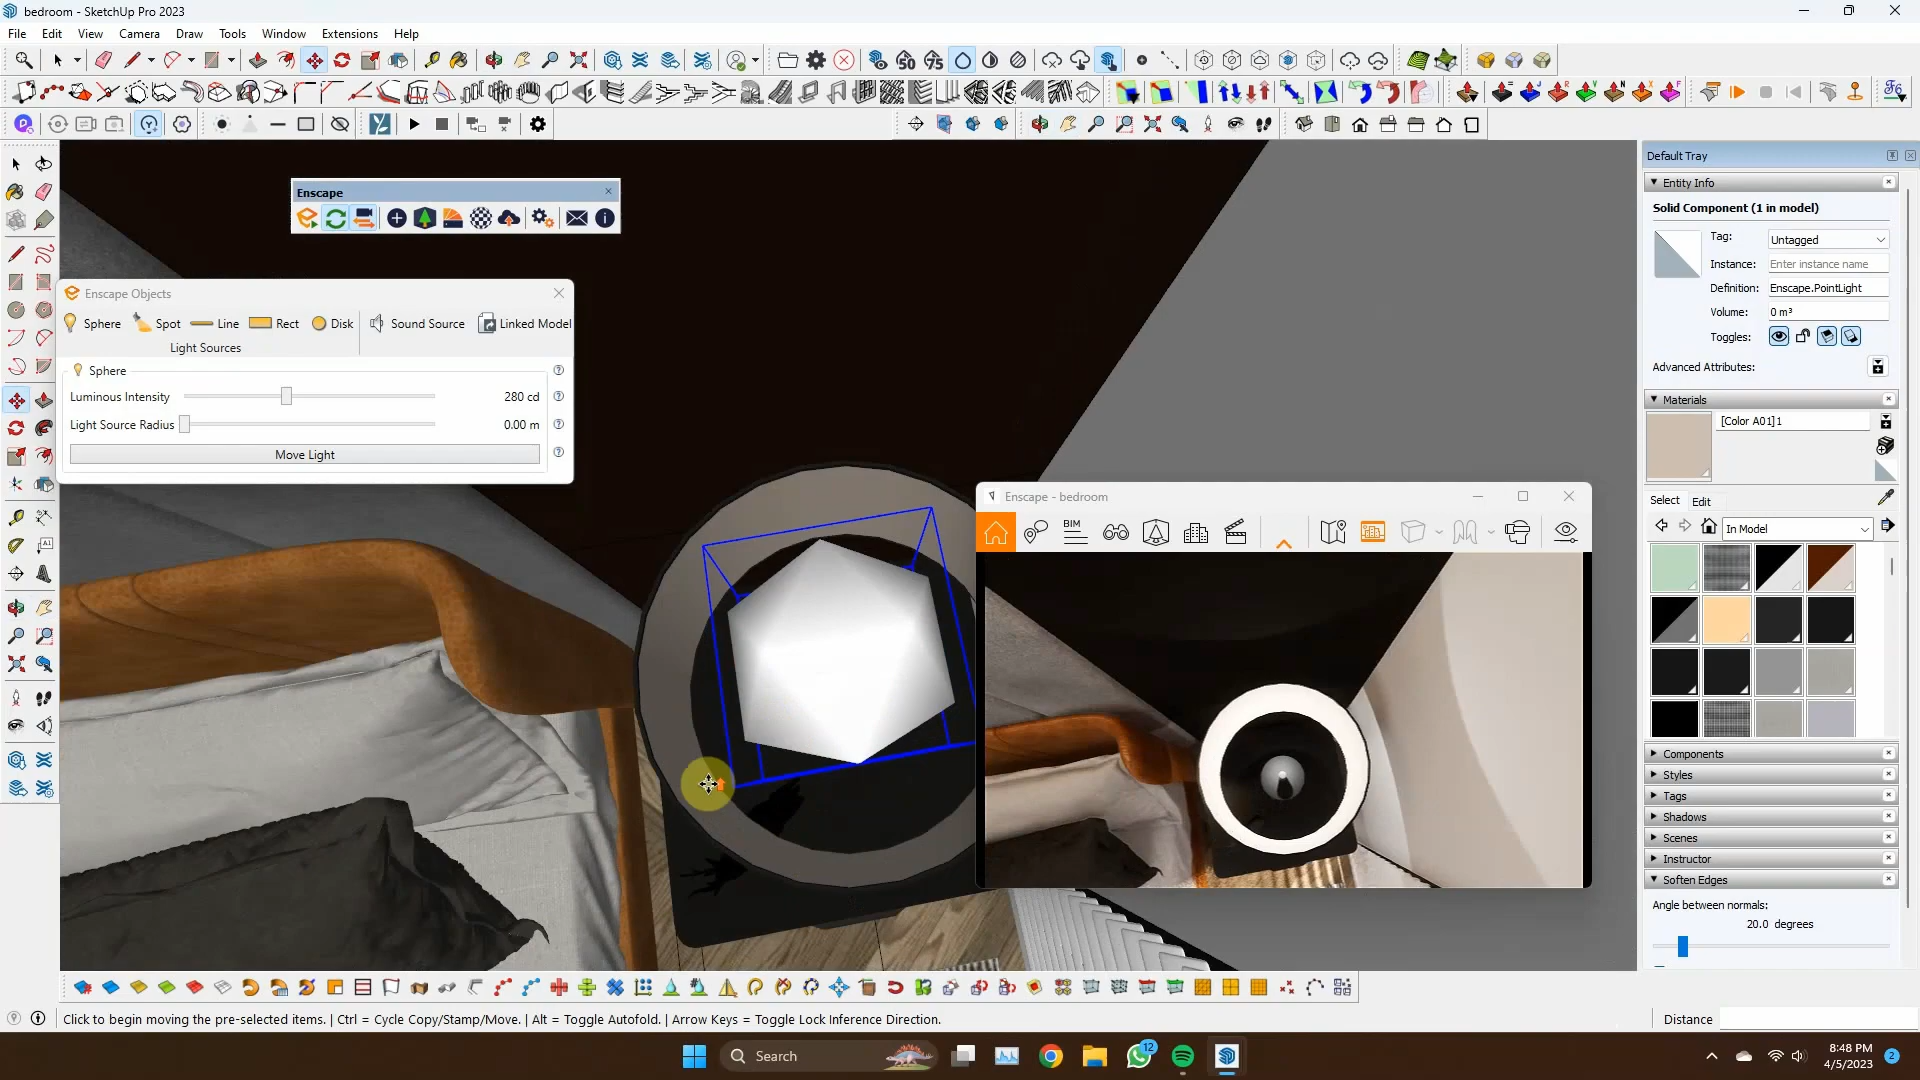 bedroom - SketchUp Pro 2023
File Edit View Camera Draw Tools Window Extensions Help
Enscape
Enscape Objects
Sphere Spot Line Rect Disk Sound Source Linked Model
Light Sources
Sphere
Luminous Intensity 280 cd
Light Source Radius 0.00 m
Move Light
Enscape - bedroom
BIM
Default Tray
Entity Info
Solid Component (1 in model)
Tag: Untagged
Instance: Enter instance name
Definition: Enscape.PointLight
Volume: 0 m³
Toggles:
Advanced Attributes:
Materials
[Color A01]1
Select Edit
In Model
Components
Styles
Tags
Shadows
Scenes
Instructor
Soften Edges
Angle between normals:
20.0 degrees
Click to begin moving the pre-selected items. | Ctrl = Cycle Copy/Stamp/Move. | Alt = Toggle Autofold. | Arrow Keys = Toggle Lock Inference Direction.
Distance
Search
12
8:48 PM
4/5/2023
2